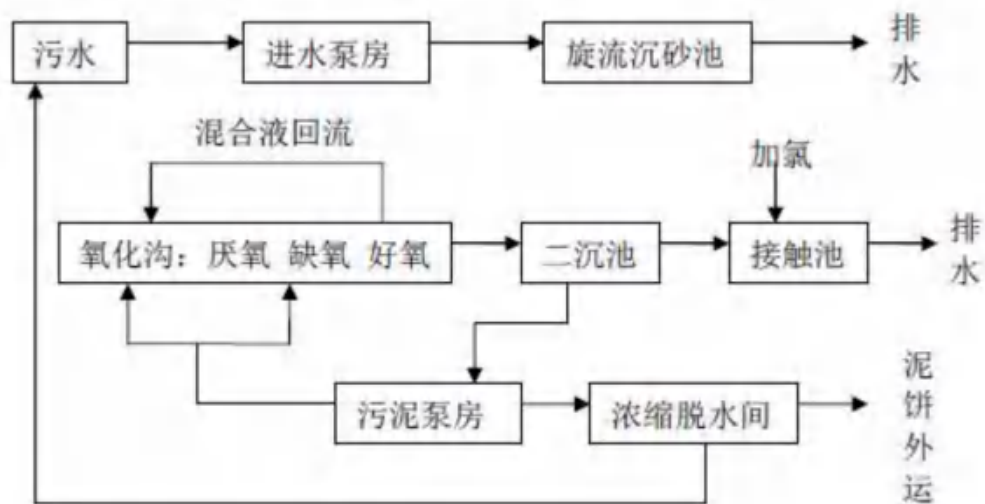 污水
进水泵房
旋流沉砂池
排
水
混合液回流
加氯
氧化沟：厌氧 缺氧 好氧
二沉池
接触池
排
水
污泥泵房
浓缩脱水间
泥
饼
外
运